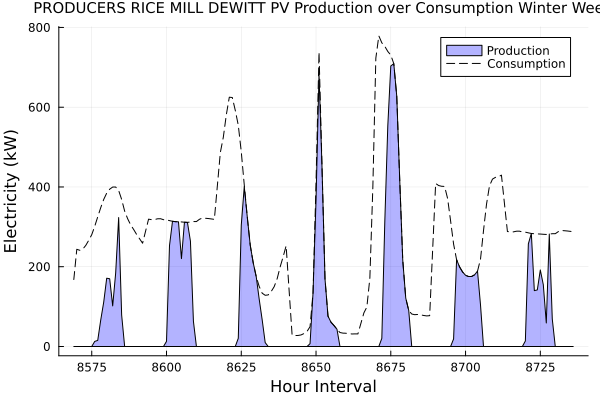 PRODUCERS RICE MILL DEWITT PV Production over Consumption Winter Wee
Production
Consumption
Electricity (kW)
800
600
400
200
0
8575 8600 8625 8650 8675 8700 8725
Hour Interval